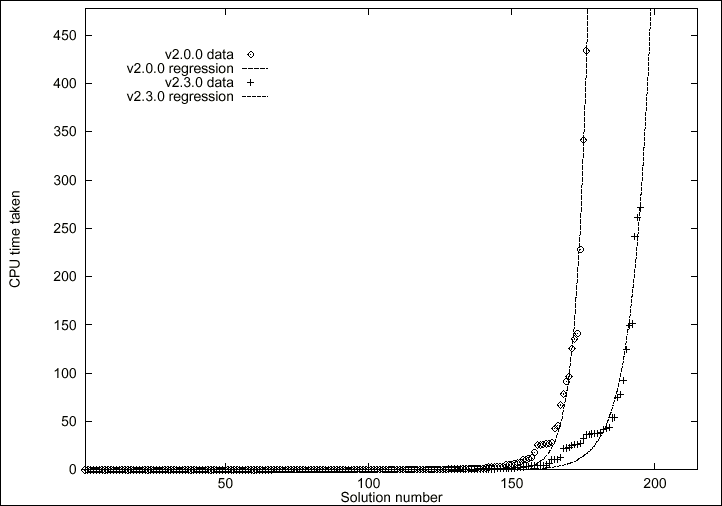 450
400
350
300
250
200
150
100
50
0
CPU time taken
v2.0.0 data
v2.0.0 regression
v2.3.0 data
v2.3.0 regression
50
100
150
200
Solution number